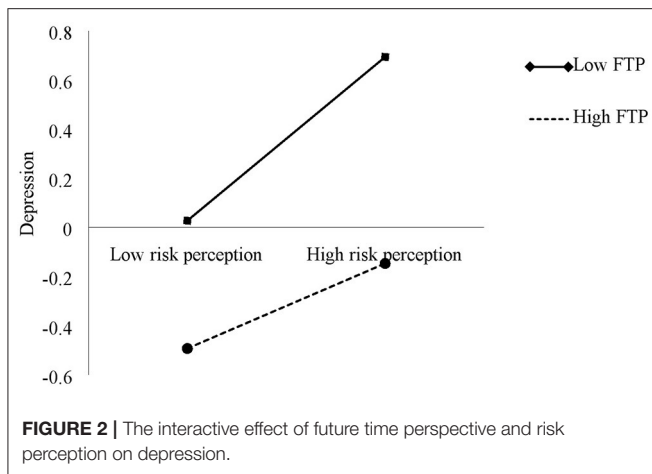 0.8
0.6
0.4
0.2
0
-0.2
-0.4
-0.6
Depression
Low risk perception High risk perception
Low FTP
High FTP
FIGURE 2 | The interactive effect of future time perspective and risk
perception on depression.